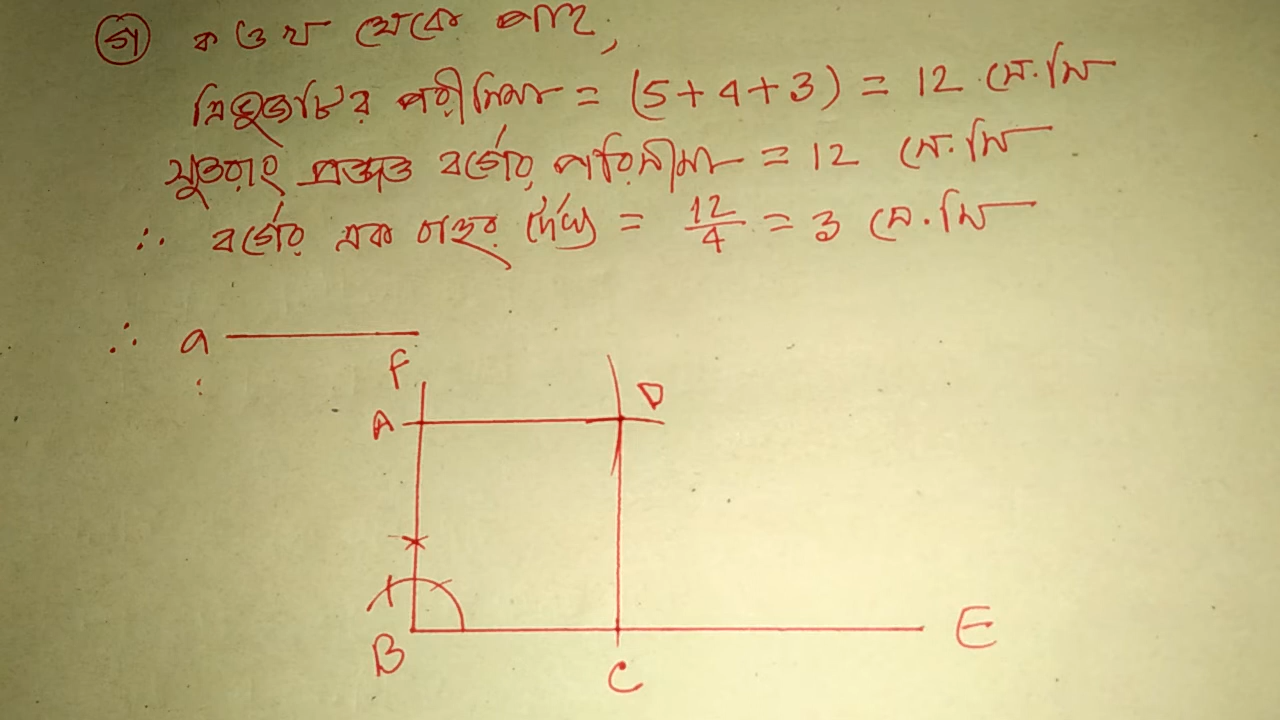 গ ক ও খ থেকে পাই,
ত্রিভুজটির পরীসিমা = (5+4+3) = 12 সে.মি
সুতরাং প্রদত্ত বর্গের পরিসীমা = 12 সে.মি
∴ বর্গের এক বাহুর দৈর্ঘ্য = 12/4 = 3 সে.মি
∴ a
F
A D
B C E